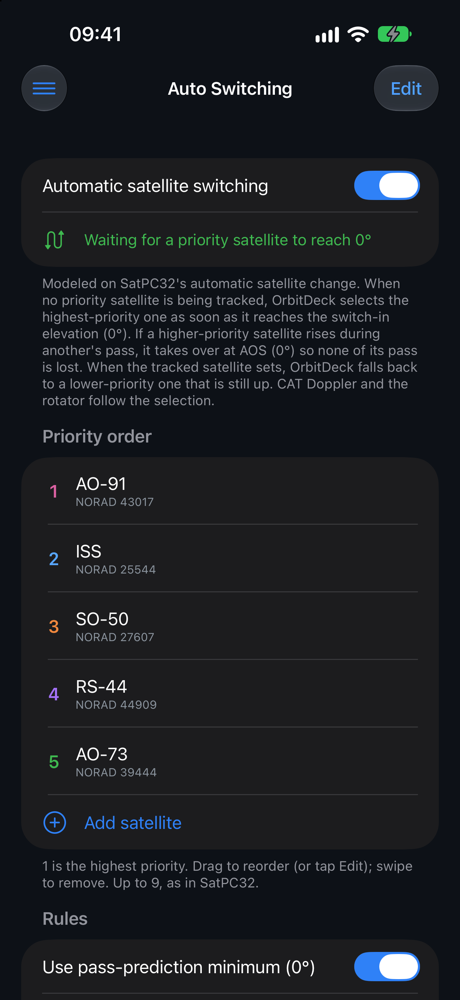 09:41
Auto Switching
Edit
Automatic satellite switching
Waiting for a priority satellite to reach 0°
Modeled on SatPC32's automatic satellite change. When
no priority satellite is being tracked, OrbitDeck selects the
highest-priority one as soon as it reaches the switch-in
elevation (0°). If a higher-priority satellite rises during
another's pass, it takes over at AOS (0°) so none of its pass
is lost. When the tracked satellite sets, OrbitDeck falls back
to a lower-priority one that is still up. CAT Doppler and the
rotator follow the selection.
Priority order
1
AO-91
NORAD 43017
2
ISS
NORAD 25544
3
SO-50
NORAD 27607
4
RS-44
NORAD 44909
5
AO-73
NORAD 39444
Add satellite
1 is the highest priority. Drag to reorder (or tap Edit); swipe
to remove. Up to 9, as in SatPC32.
Rules
Use pass-prediction minimum (0°)